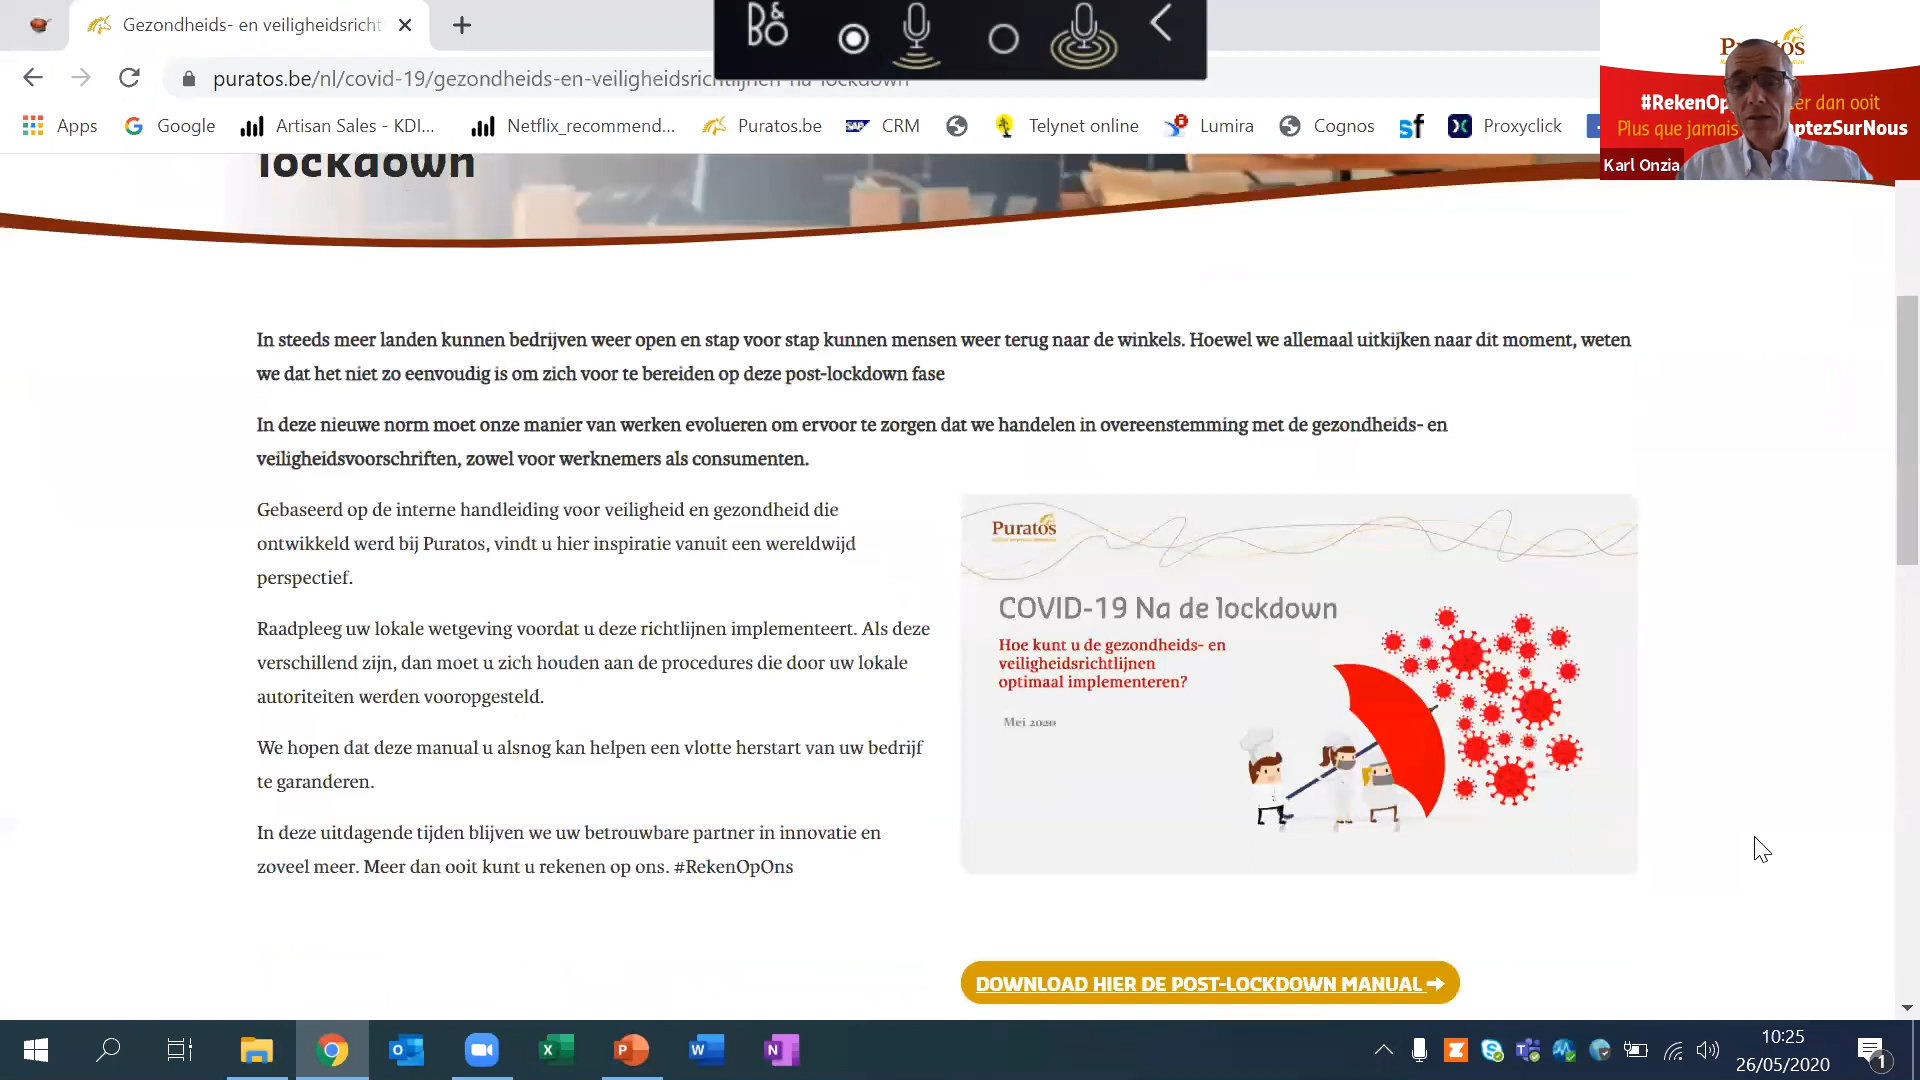 Gezondheids- en veiligheidsricht
puratos.be/nl/covid-19/gezondheids-en-veiligheidsrichtlijnen-na-lockdown
Apps
Google
Artisan Sales - KDI...
Netflix_recommend...
Puratos.be
CRM
Telynet online
Lumira
Cognos
Proxyclick
Puratos
#RekenOp er dan ooit
Plus que jamais ptezSurNous
Karl Onzia
lockdown
In steeds meer landen kunnen bedrijven weer open en stap voor stap kunnen mensen weer terug naar de winkels. Hoewel we allemaal uitkijken naar dit moment, weten
we dat het niet zo eenvoudig is om zich voor te bereiden op deze post-lockdown fase
In deze nieuwe norm moet onze manier van werken evolueren om ervoor te zorgen dat we handelen in overeenstemming met de gezondheids- en
veiligheidsvoorschriften, zowel voor werknemers als consumenten.
Gebaseerd op de interne handleiding voor veiligheid en gezondheid die
ontwikkeld werd bij Puratos, vindt u hier inspiratie vanuit een wereldwijd
perspectief.
Raadpleeg uw lokale wetgeving voordat u deze richtlijnen implementeert. Als deze
verschillend zijn, dan moet u zich houden aan de procedures die door uw lokale
autoriteiten werden vooropgesteld.
We hopen dat deze manual u alsnog kan helpen een vlotte herstart van uw bedrijf
te garanderen.
In deze uitdagende tijden blijven we uw betrouwbare partner in innovatie en
zoveel meer. Meer dan ooit kunt u rekenen op ons. #RekenOpOns
Puratos
COVID-19 Na de lockdown
Hoe kunt u de gezondheids- en
veiligheidsrichtlijnen
optimaal implementeren?
Mei 2020
DOWNLOAD HIER DE POST-LOCKDOWN MANUAL
10:25
26/05/2020
1